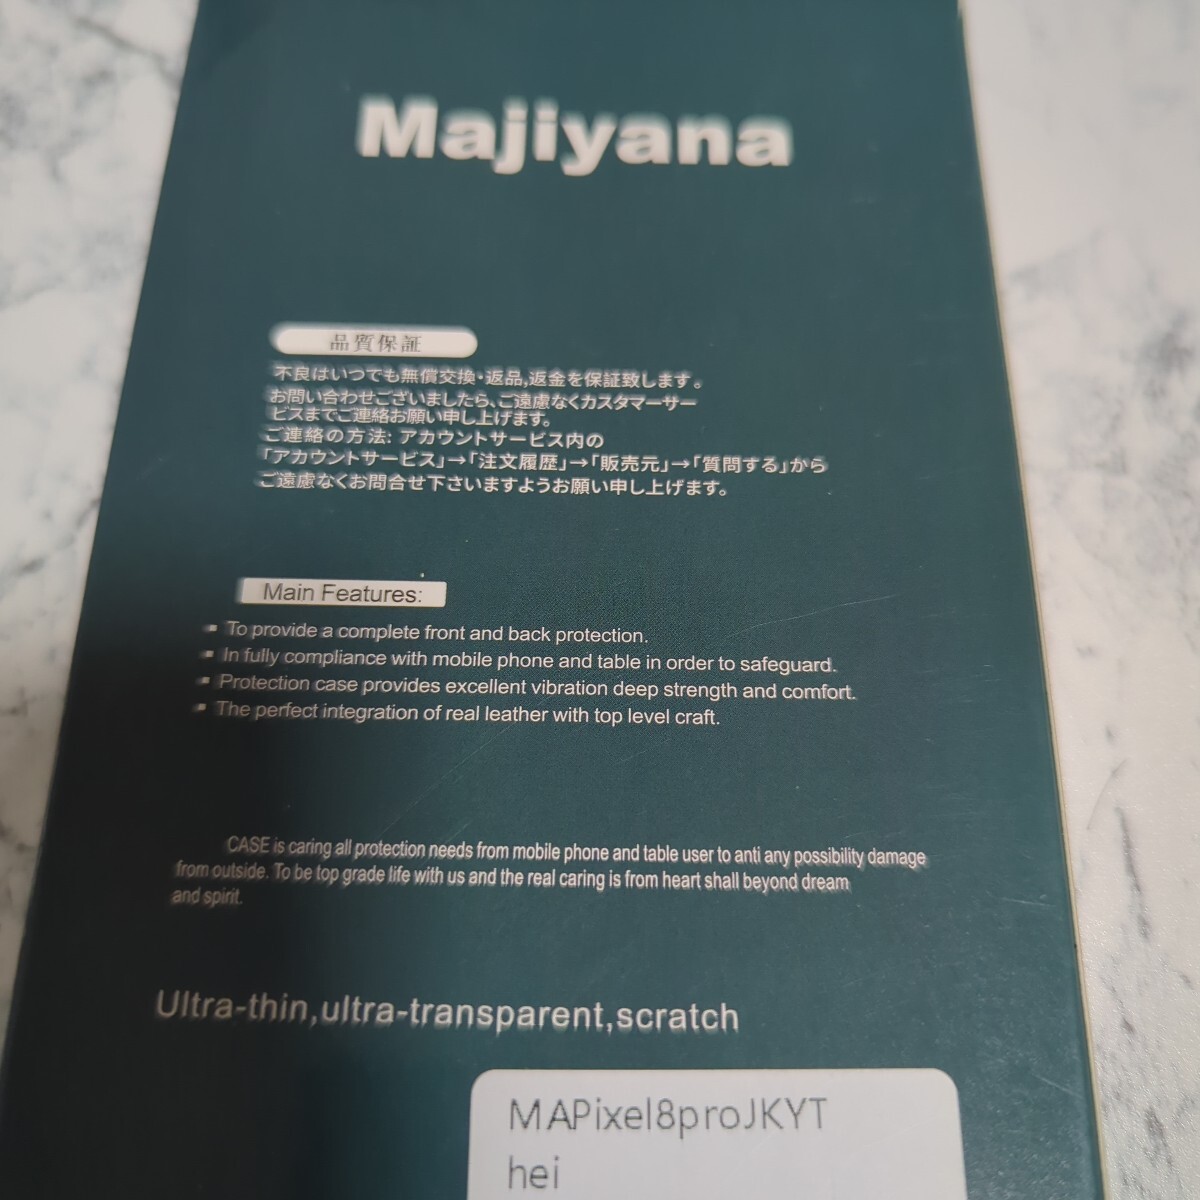 Majiyana
品質保証
不良はいつでも無償交換・返品,返金を保証致します。
お問い合わせございましたら、ご遠慮なくカスタマーサー
ビスまでご連絡お願い申し上げます。
ご連絡の方法: アカウントサービス内の
「アカウントサービス」→「注文履歴」→「販売元」→「質問する」から
ご遠慮なくお問合せ下さいますようお願い申し上げます。
Main Features:
▪ To provide a complete front and back protection.
▪ In fully compliance with mobile phone and table in order to safeguard.
▪ Protection case provides excellent vibration deep strength and comfort.
▪ The perfect integration of real leather with top level craft.
CASE is caring all protection needs from mobile phone and table user to anti any possibility damage
from outside. To be top grade life with us and the real caring is from heart shall beyond dream
and spirit.
Ultra-thin,ultra-transparent,scratch
MAPixel8proJKYT
hei